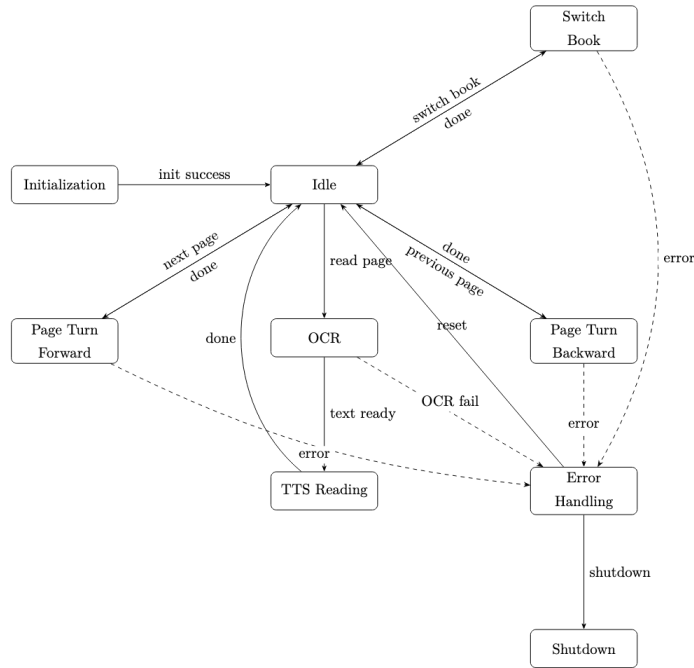 Switch
Book
switch book
done
error
Initialization
init success
Idle
next page
done
read page
done
previous page
Page Turn
Forward
done
OCR
reset
Page Turn
Backward
OCR fail
text ready
error
error
TTS Reading
Error
Handling
shutdown
Shutdown